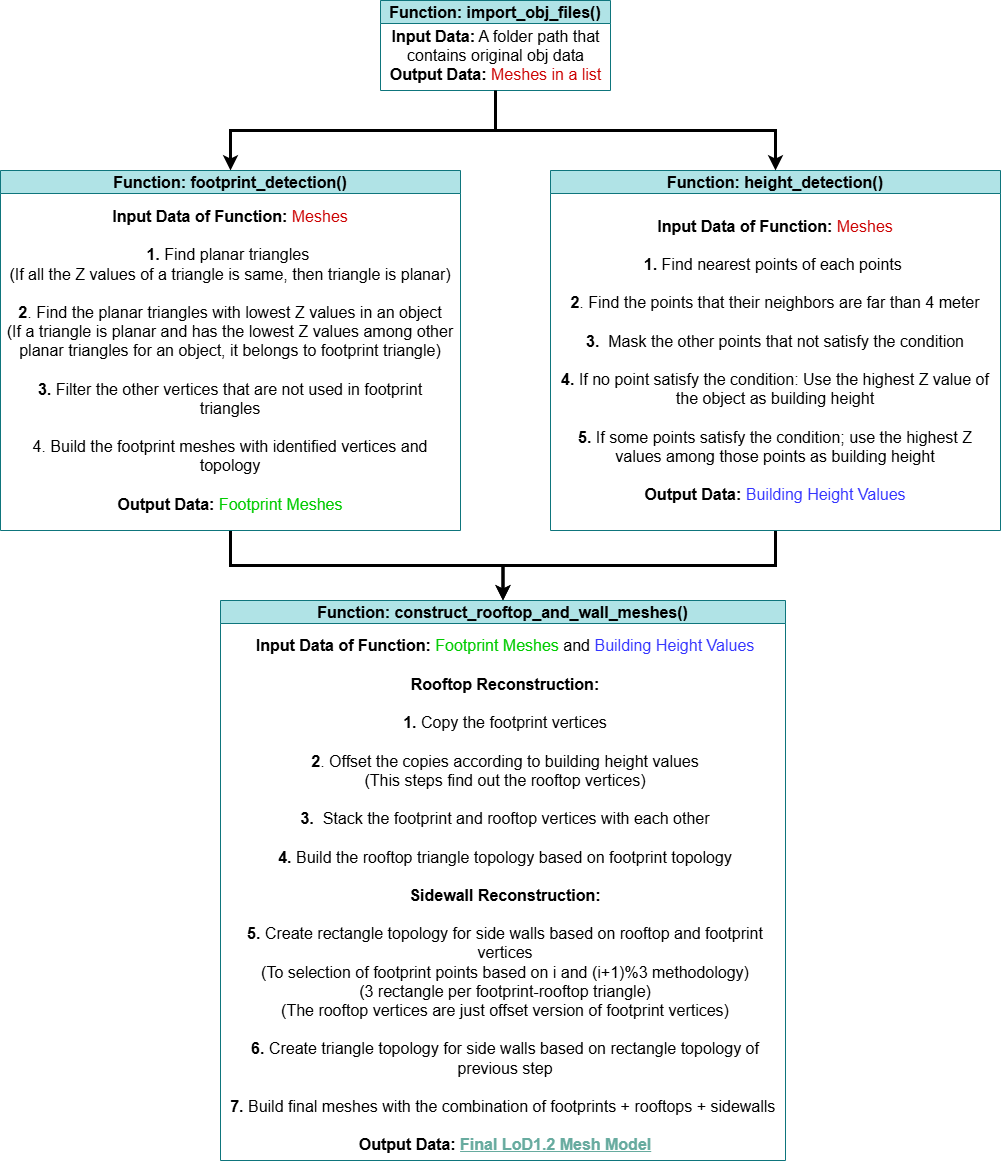 Function: import_obj_files()
Input Data: A folder path that
contains original obj data
Output Data: Meshes in a list
Function: footprint_detection()
Input Data of Function: Meshes
1. Find planar triangles
(If all the Z values of a triangle is same, then triangle is planar)
2. Find the planar triangles with lowest Z values in an object
(If a triangle is planar and has the lowest Z values among other
planar triangles for an object, it belongs to footprint triangle)
3. Filter the other vertices that are not used in footprint
triangles
4. Build the footprint meshes with identified vertices and
topology
Output Data: Footprint Meshes
Function: height_detection()
Input Data of Function: Meshes
1. Find nearest points of each points
2. Find the points that their neighbors are far than 4 meter
3. Mask the other points that not satisfy the condition
4. If no point satisfy the condition: Use the highest Z value of
the object as building height
5. If some points satisfy the condition; use the highest Z
values among those points as building height
Output Data: Building Height Values
Function: construct_rooftop_and_wall_meshes()
Input Data of Function: Footprint Meshes and Building Height Values
Rooftop Reconstruction:
1. Copy the footprint vertices
2. Offset the copies according to building height values
(This steps find out the rooftop vertices)
3. Stack the footprint and rooftop vertices with each other
4. Build the rooftop triangle topology based on footprint topology
Sidewall Reconstruction:
5. Create rectangle topology for side walls based on rooftop and footprint
vertices
(To selection of footprint points based on i and (i+1)%3 methodology)
(3 rectangle per footprint-rooftop triangle)
(The rooftop vertices are just offset version of footprint vertices)
6. Create triangle topology for side walls based on rectangle topology of
previous step
7. Build final meshes with the combination of footprints + rooftops + sidewalls
Output Data: Final LoD1.2 Mesh Model